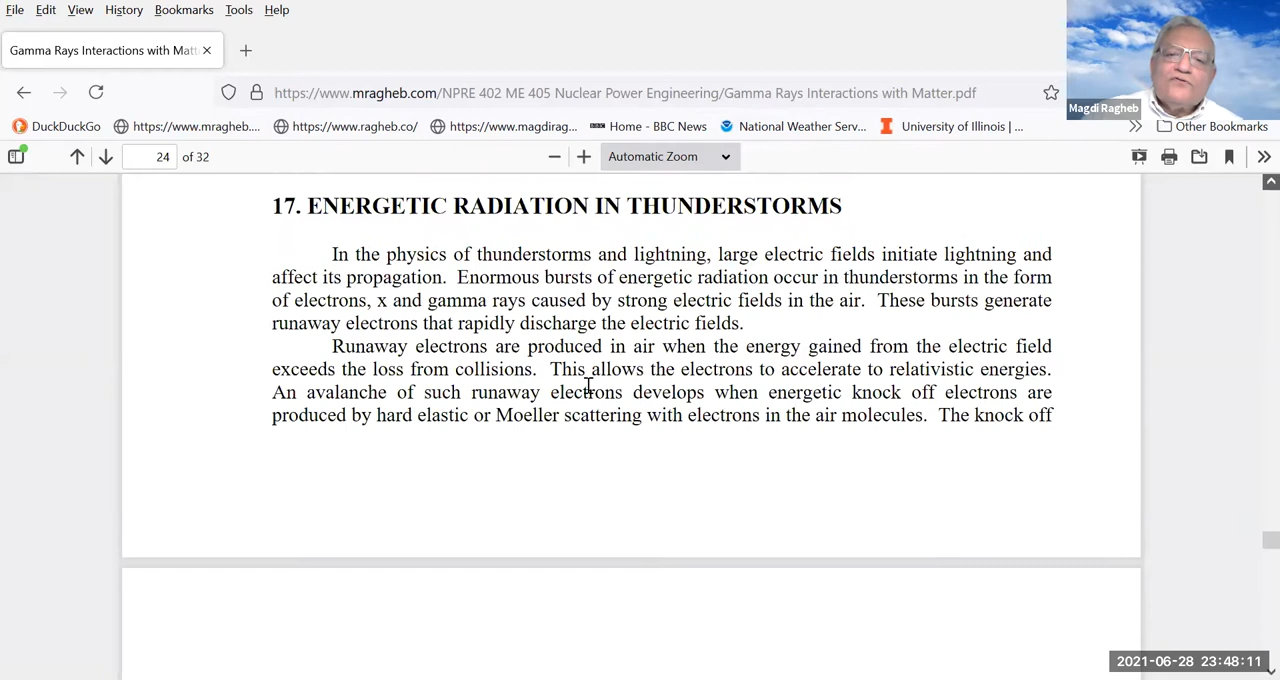 File Edit View History Bookmarks Tools Help
Gamma Rays Interactions with Matt
https://www.mragheb.com/NPRE 402 ME 405 Nuclear Power Engineering/Gamma Rays Interactions with Matter.pdf
Magdi Ragheb
DuckDuckGo https://www.mragheb.... https://www.ragheb.co/ https://www.magdirag... BBC Home - BBC News National Weather Serv... University of Illinois | ... Other Bookmarks
24 of 32 Automatic Zoom
17. ENERGETIC RADIATION IN THUNDERSTORMS
In the physics of thunderstorms and lightning, large electric fields initiate lightning and
affect its propagation. Enormous bursts of energetic radiation occur in thunderstorms in the form
of electrons, x and gamma rays caused by strong electric fields in the air. These bursts generate
runaway electrons that rapidly discharge the electric fields.
Runaway electrons are produced in air when the energy gained from the electric field
exceeds the loss from collisions. This allows the electrons to accelerate to relativistic energies.
An avalanche of such runaway electrons develops when energetic knock off electrons are
produced by hard elastic or Moeller scattering with electrons in the air molecules. The knock off
2021-06-28 23:48:11